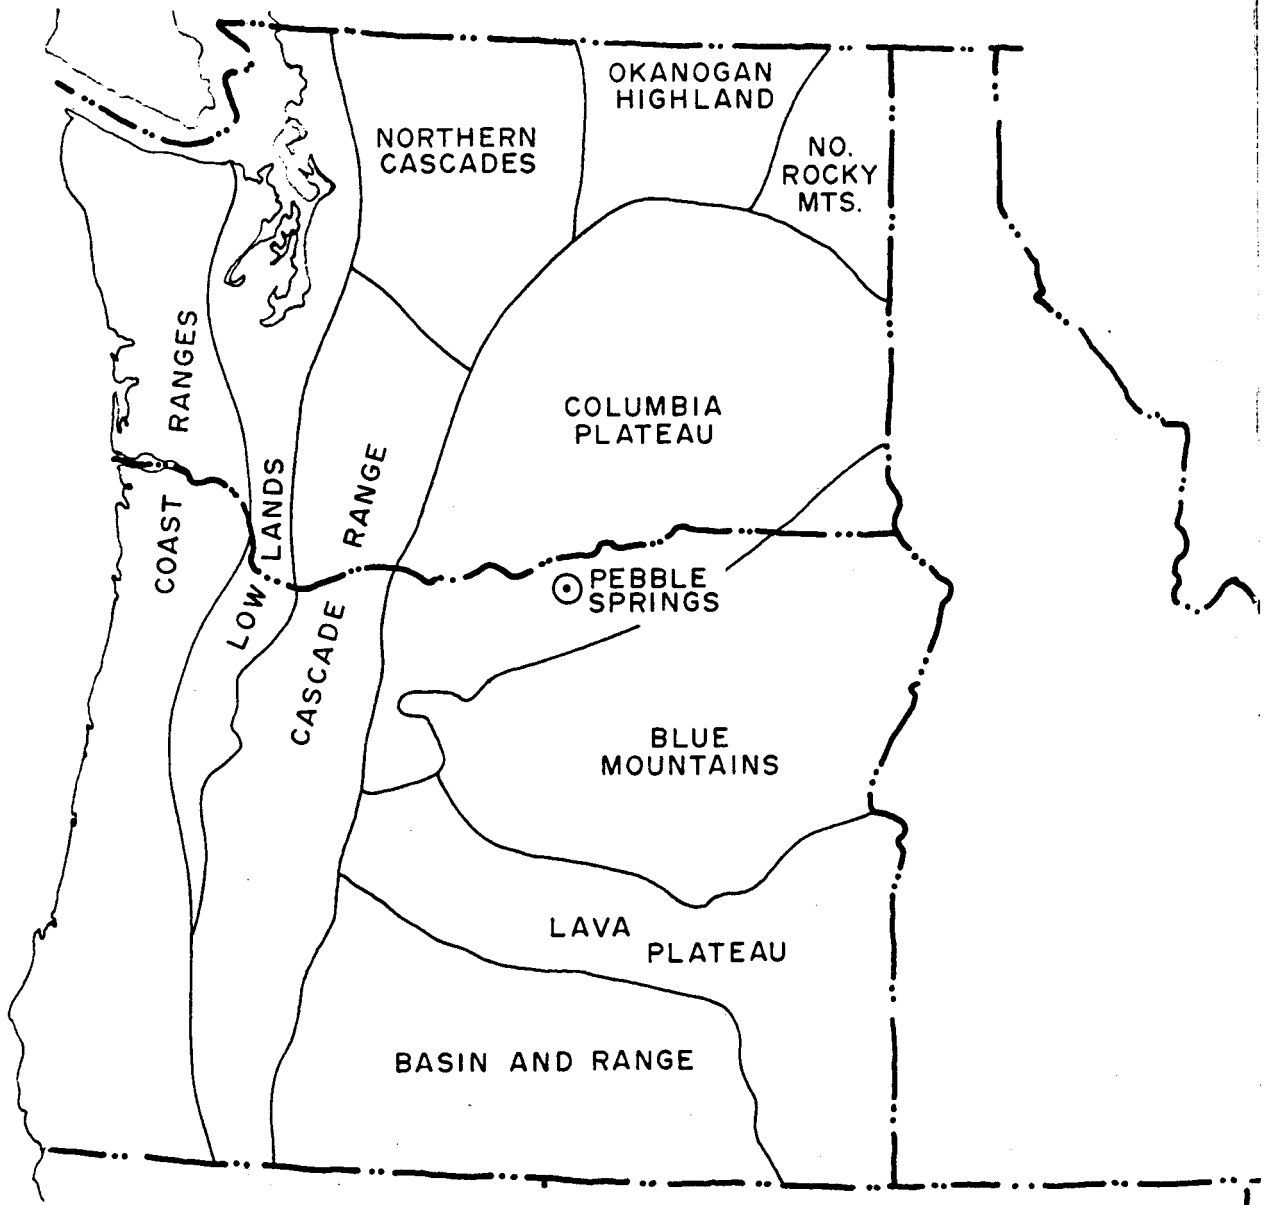 OKANOGAN
HIGHLAND
NORTHERN
CASCADES
NO.
ROCKY
MTS.
COAST RANGES
LOW LANDS
CASCADE RANGE
COLUMBIA
PLATEAU
PEBBLE
SPRINGS
BLUE
MOUNTAINS
LAVA
PLATEAU
BASIN AND RANGE